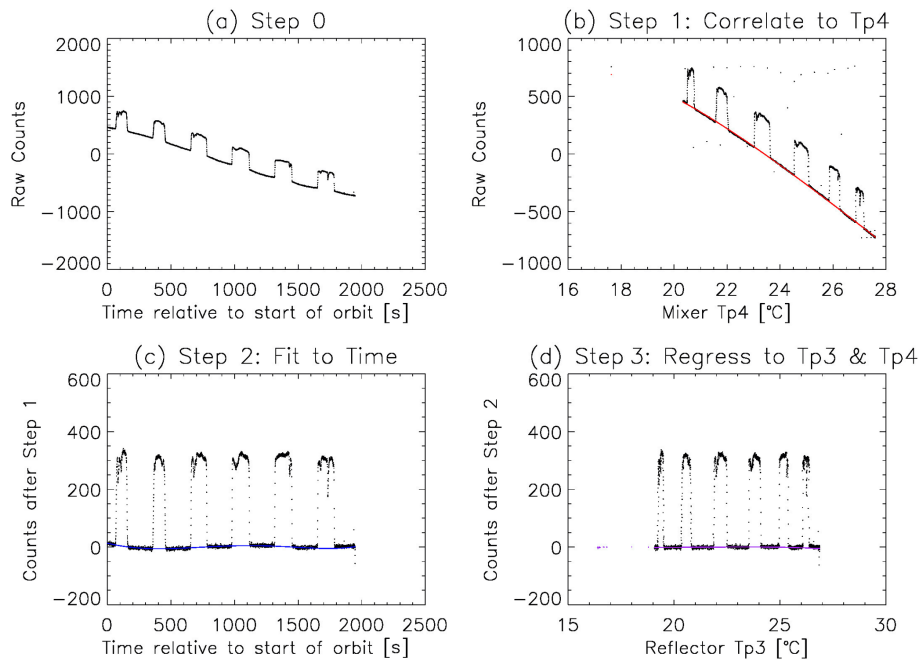 (a) Step 0
2000
1000
0
−1000
−2000
Raw Counts
0 500 1000 1500 2000 2500
Time relative to start of orbit [s]
(b) Step 1: Correlate to Tp4
1000
500
0
−500
−1000
Raw Counts
16 18 20 22 24 26 28
Mixer Tp4 [°C]
(c) Step 2: Fit to Time
600
400
200
0
−200
Counts after Step 1
0 500 1000 1500 2000 2500
Time relative to start of orbit [s]
(d) Step 3: Regress to Tp3 & Tp4
600
400
200
0
−200
Counts after Step 2
15 20 25 30
Reflector Tp3 [°C]